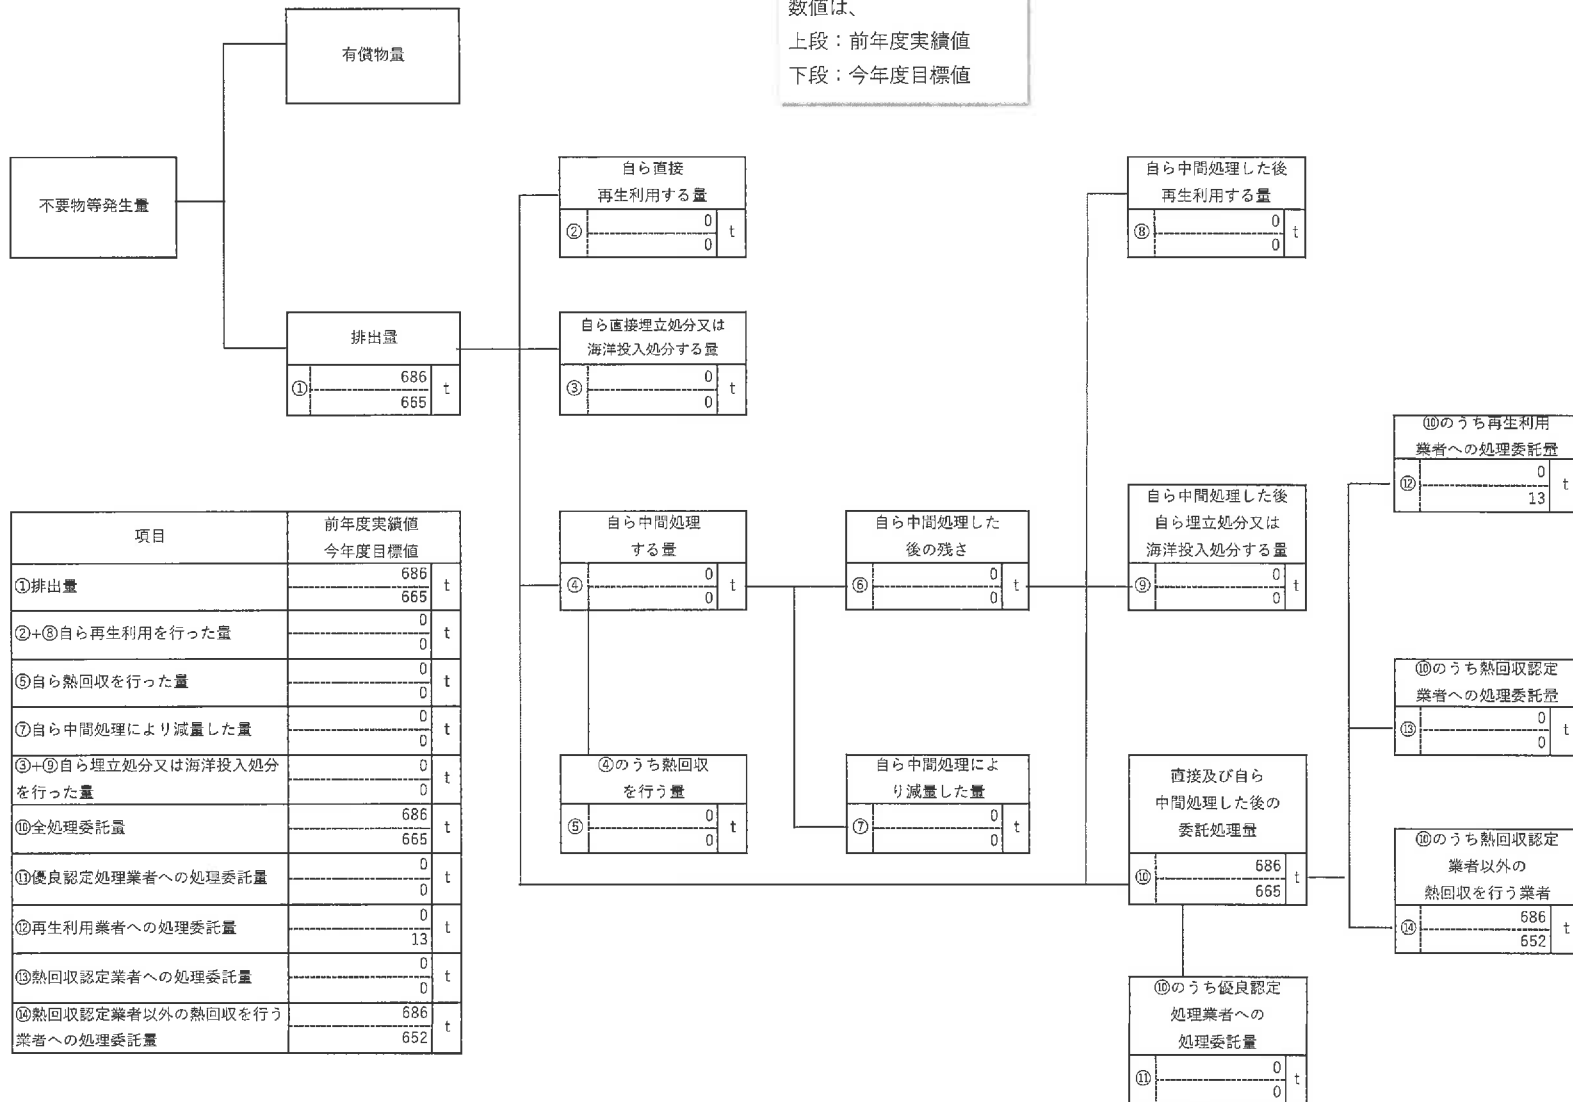 数値は、
上段：前年度実績値
下段：今年度目標値
有償物量
不要物等発生量
排出量
① 686 t
665
自ら直接
再生利用する量
② 0 t
0
自ら直接埋立処分又は
海洋投入処分する量
③ 0 t
0
自ら中間処理
する量
④ 0
0
④のうち熱回収
を行う量
⑤ 0 t
0
自ら中間処理した
後の残さ
⑥ 0 t
0
自ら中間処理によ
り減量した量
⑦ 0 t
0
自ら中間処理した後
再生利用する量
⑧ 0 t
0
自ら中間処理した後
自ら埋立処分又は
海洋投入処分する量
⑨ 0 t
0
直接及び自ら
中間処理した後の
委託処理量
⑩ 686 t
665
⑩のうち優良認定
処理業者への
処理委託量
⑪ 0 t
0
⑩のうち再生利用
業者への処理委託量
⑫ 0 t
13
⑩のうち熱回収認定
業者への処理委託量
⑬ 0 t
0
⑩のうち熱回収認定
業者以外の
熱回収を行う業者
⑭ 686 t
652
項目 前年度実績値
今年度目標値
①排出量 686 t
665
②+⑧自ら再生利用を行った量 0 t
0
⑤自ら熱回収を行った量 0 t
0
⑦自ら中間処理により減量した量 0 t
0
③+⑨自ら埋立処分又は海洋投入処分 0 t
を行った量 0
⑩全処理委託量 686 t
665
⑪優良認定処理業者への処理委託量 0 t
0
⑫再生利用業者への処理委託量 0 t
13
⑬熱回収認定業者への処理委託量 0 t
0
⑭熱回収認定業者以外の熱回収を行う 686 t
業者への処理委託量 652